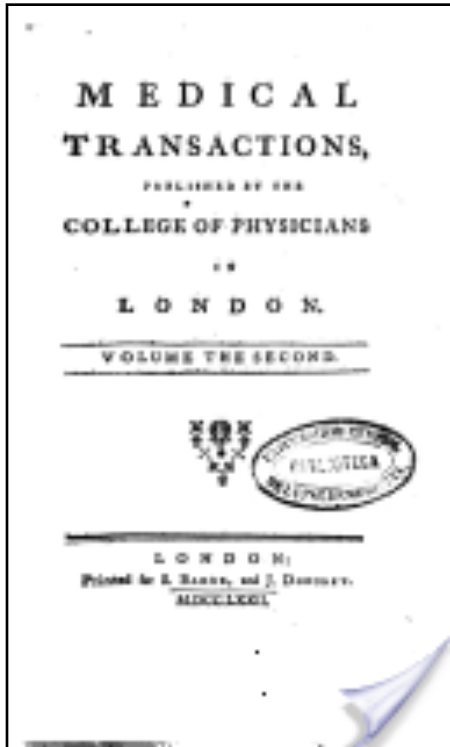 MEDICAL
TRANSACTIONS,
PUBLISHED BY THE
COLLEGE OF PHYSICIANS
IN
LONDON.
VOLUME THE SECOND.
BIBLIOTECA
LONDON:
Printed for S. BAKER, and J. DODSLEY.
MDCCLXXII.